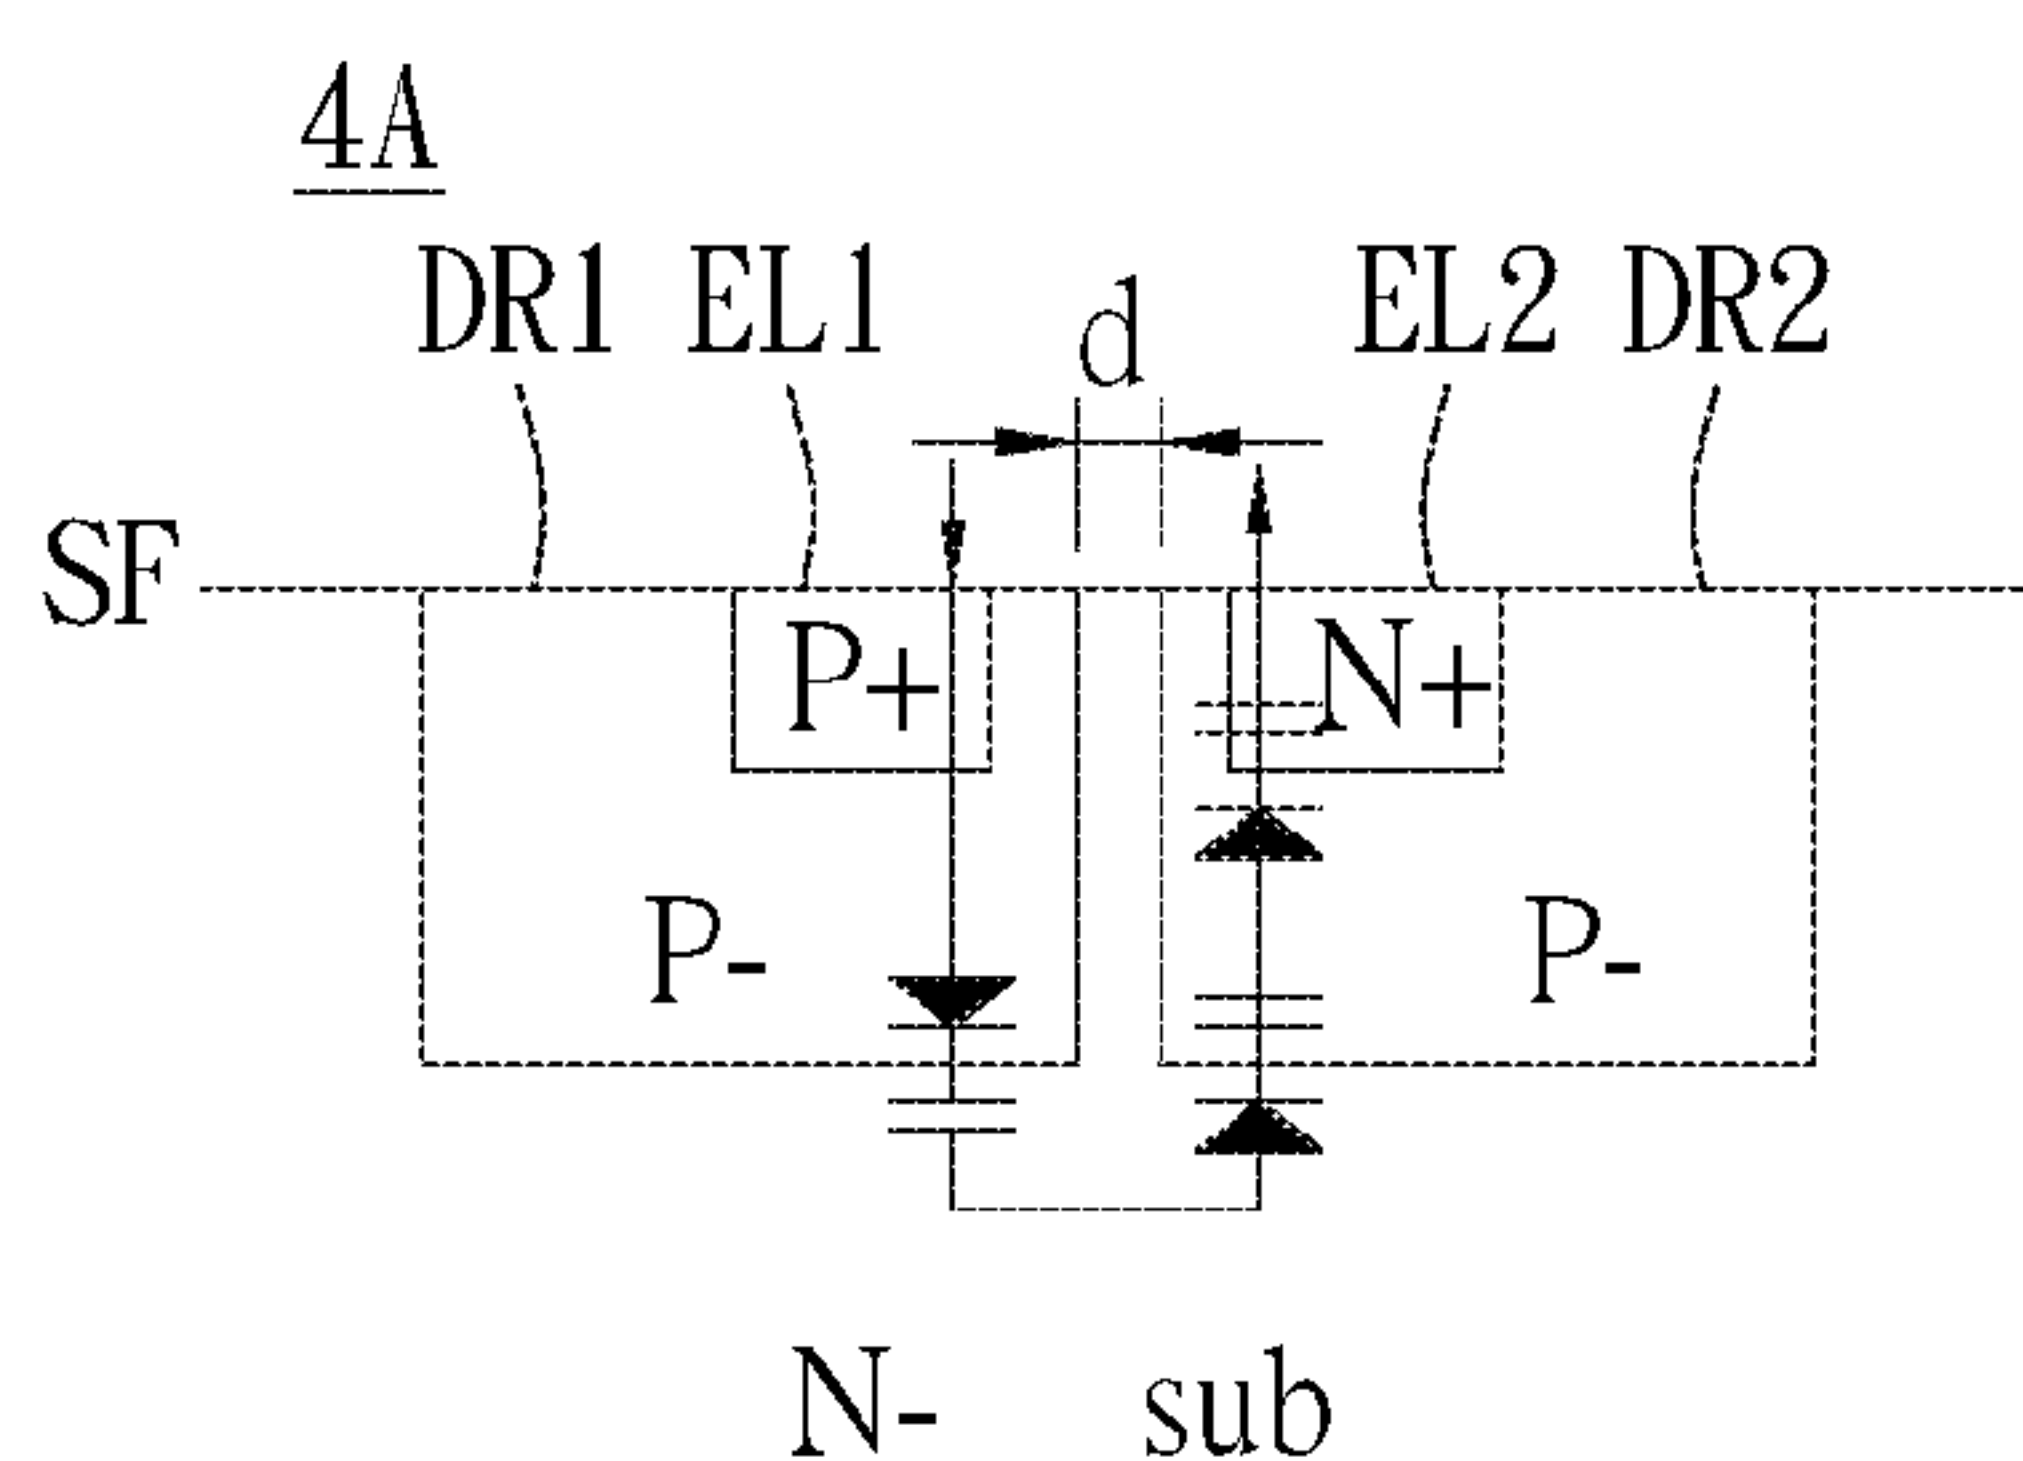 4A
DR1 EL1 d EL2 DR2
SF
P+ N+
P- P-
N- sub